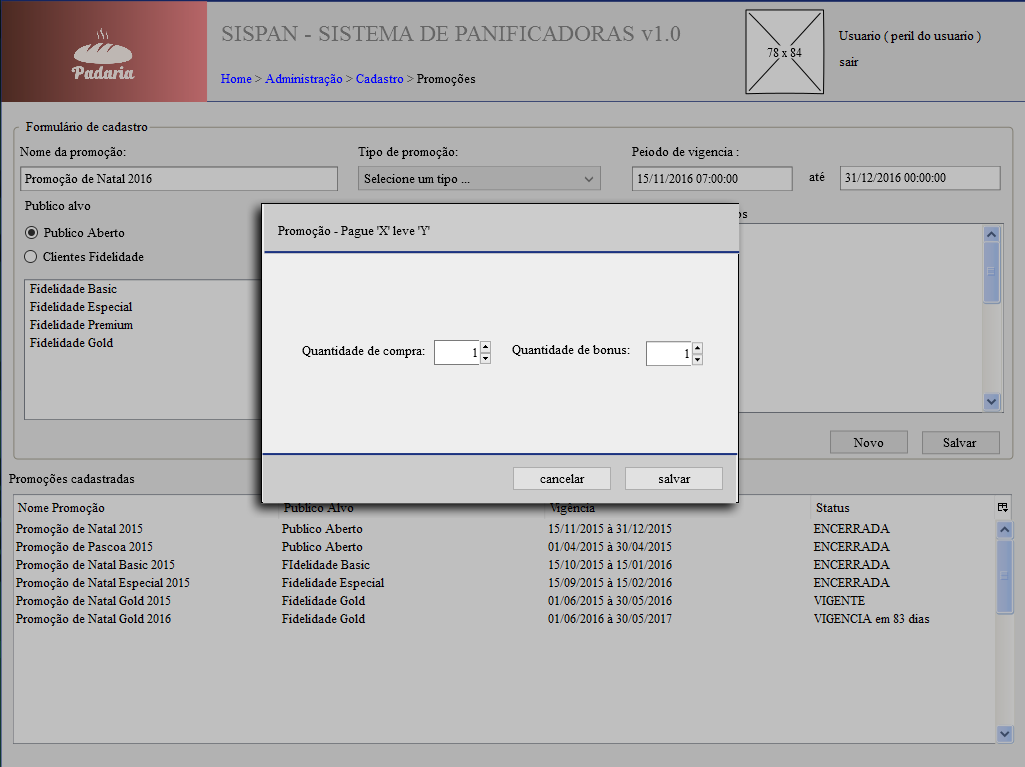 Padaria
SISPAN - SISTEMA DE PANIFICADORAS v1.0
Home > Administração > Cadastro > Promoções
78 x 84
Usuario ( peril do usuario )
sair
Formulário de cadastro
Nome da promoção:
Promoção de Natal 2016
Tipo de promoção:
Selecione um tipo ...
Peiodo de vigencia :
15/11/2016 07:00:00
até
31/12/2016 00:00:00
Publico alvo
Publico Aberto
Clientes Fidelidade
Fidelidade Basic
Fidelidade Especial
Fidelidade Premium
Fidelidade Gold
Promoção - Pague 'X' leve 'Y'
Quantidade de compra: 1
Quantidade de bonus: 1
cancelar salvar
Novo Salvar
Promoções cadastradas
Nome Promoção Publico Alvo Vigência Status
Promoção de Natal 2015 Publico Aberto 15/11/2015 à 31/12/2015 ENCERRADA
Promoção de Pascoa 2015 Publico Aberto 01/04/2015 à 30/04/2015 ENCERRADA
Promoção de Natal Basic 2015 FIdelidade Basic 15/10/2015 à 15/01/2016 ENCERRADA
Promoção de Natal Especial 2015 Fidelidade Especial 15/09/2015 à 15/02/2016 ENCERRADA
Promoção de Natal Gold 2015 Fidelidade Gold 01/06/2015 à 30/05/2016 VIGENTE
Promoção de Natal Gold 2016 Fidelidade Gold 01/06/2016 à 30/05/2017 VIGENCIA em 83 dias